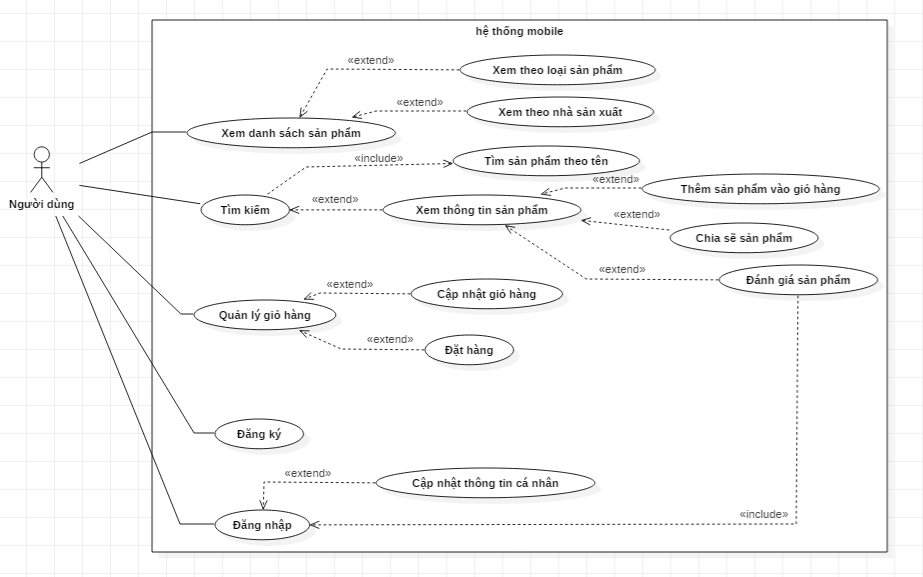 hệ thống mobile
«extend»
Xem theo loại sản phẩm
«extend»
Xem theo nhà sản xuất
Xem danh sách sản phẩm
«include»
Tìm sản phẩm theo tên
«extend»
Thêm sản phẩm vào giỏ hàng
Người dùng
Tìm kiếm
«extend»
Xem thông tin sản phẩm
«extend»
Chia sẽ sản phẩm
«extend»
Đánh giá sản phẩm
«extend»
Cập nhật giỏ hàng
Quản lý giỏ hàng
«extend»
Đặt hàng
Đăng ký
«extend»
Cập nhật thông tin cá nhân
«include»
Đăng nhập